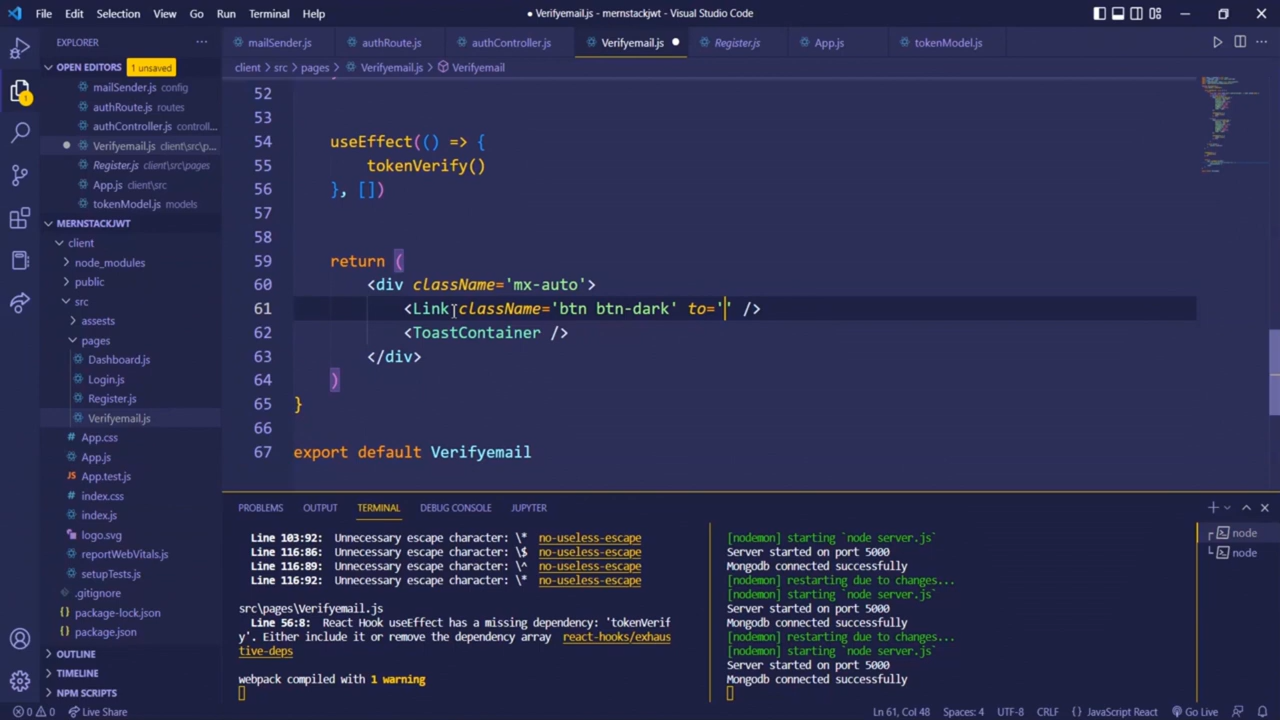 File Edit Selection View Go Run Terminal Help
● Verifyemail.js - mernstackjwt - Visual Studio Code
EXPLORER
mailSender.js authRoute.js authController.js Verifyemail.js Register.js App.js tokenModel.js
client > src > pages > Verifyemail.js > Verifyemail
OPEN EDITORS 1 unsaved
mailSender.js config
authRoute.js routes
authController.js controll...
Verifyemail.js client\src\p...
Register.js client\src\pages
App.js client\src
tokenModel.js models
MERNSTACKJWT
client
node_modules
public
src
assests
pages
Dashboard.js
Login.js
Register.js
Verifyemail.js
App.css
App.js
App.test.js
index.css
index.js
logo.svg
reportWebVitals.js
setupTests.js
.gitignore
package-lock.json
package.json
OUTLINE
TIMELINE
NPM SCRIPTS
52
53
54 useEffect(() => {
55 tokenVerify()
56 }, [])
57
58
59 return (
60 <div className='mx-auto'>
61 <Link className='btn btn-dark' to='' />
62 <ToastContainer />
63 </div>
64 )
65 }
66
67 export default Verifyemail
PROBLEMS OUTPUT TERMINAL DEBUG CONSOLE JUPYTER
Line 103:92: Unnecessary escape character: \* no-useless-escape
Line 116:86: Unnecessary escape character: \$ no-useless-escape
Line 116:90: Unnecessary escape character: \^ no-useless-escape
Line 116:92: Unnecessary escape character: \* no-useless-escape
src\pages\Verifyemail.js
Line 56:8: React Hook useEffect has a missing dependency: 'tokenVerif
y'. Either include it or remove the dependency array react-hooks/exhaus
tive-deps
webpack compiled with 1 warning
[nodemon] starting `node server.js`
Server started on port 5000
Mongodb connected successfully
[nodemon] restarting due to changes...
[nodemon] starting `node server.js`
Server started on port 5000
Mongodb connected successfully
[nodemon] restarting due to changes...
[nodemon] starting `node server.js`
Server started on port 5000
Mongodb connected successfully
node
node
0 0 Live Share
Ln 61, Col 48 Spaces: 4 UTF-8 CRLF {} JavaScript React Go Live